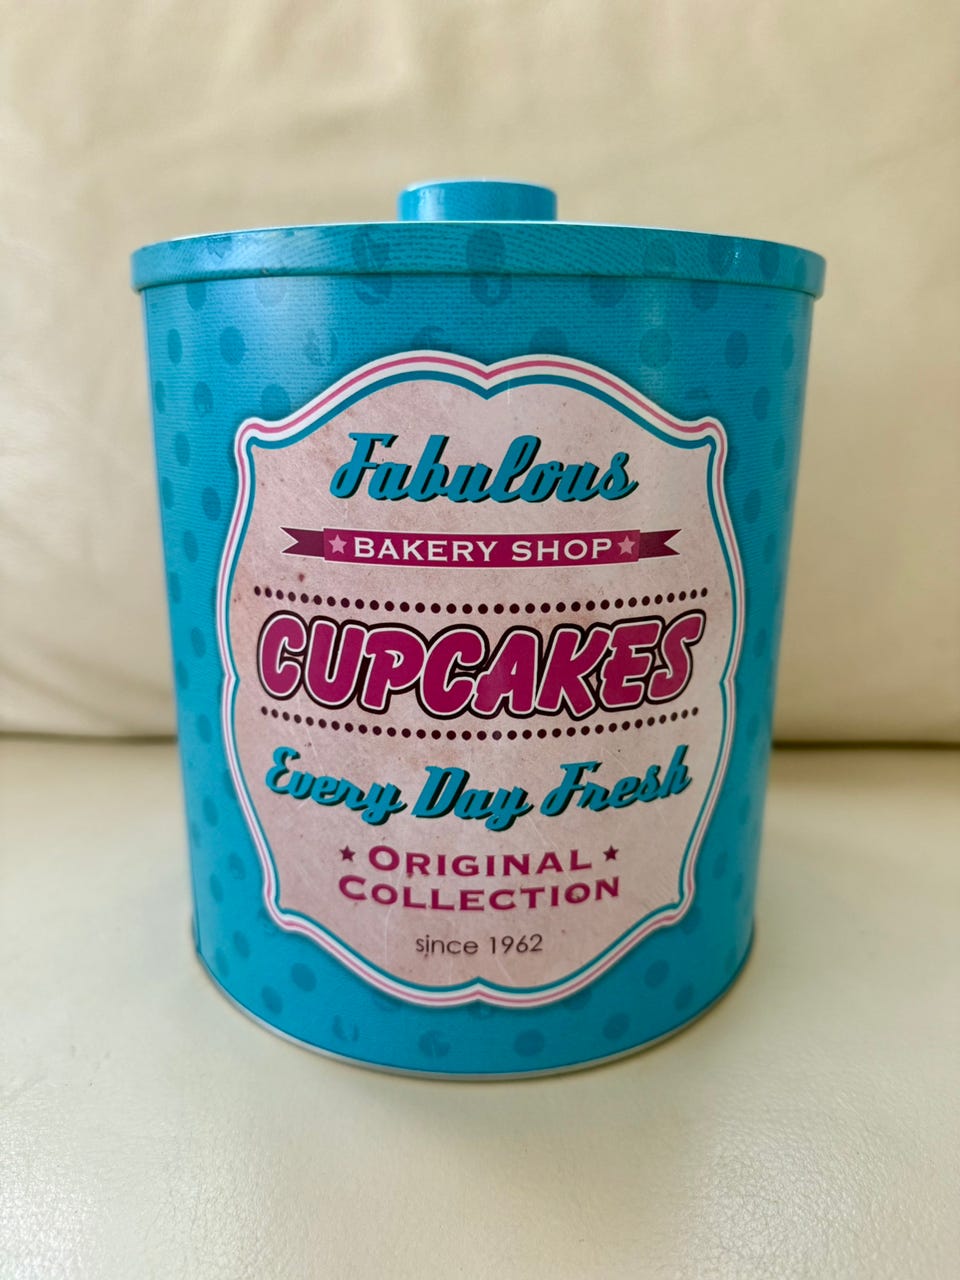 Fabulous
BAKERY SHOP
CUPCAKES
Every Day Fresh
ORIGINAL
COLLECTION
since 1962